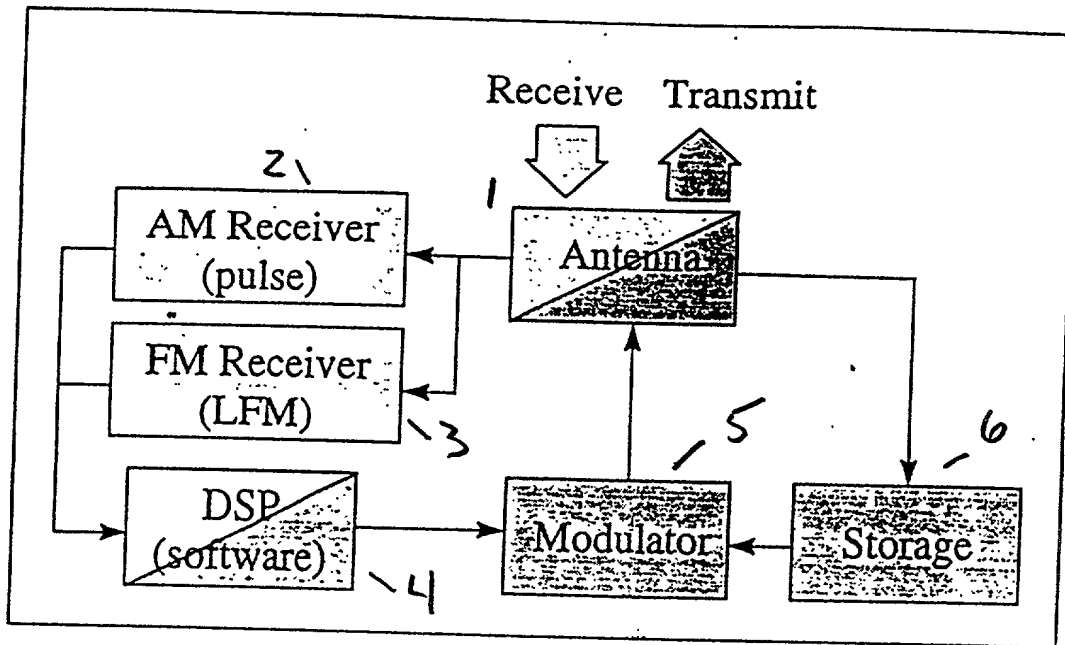 Receive Transmit
2
1
AM Receiver
(pulse)
Antenna
FM Receiver
(LFM)
3
5
6
DSP
(software)
4
Modulator
Storage